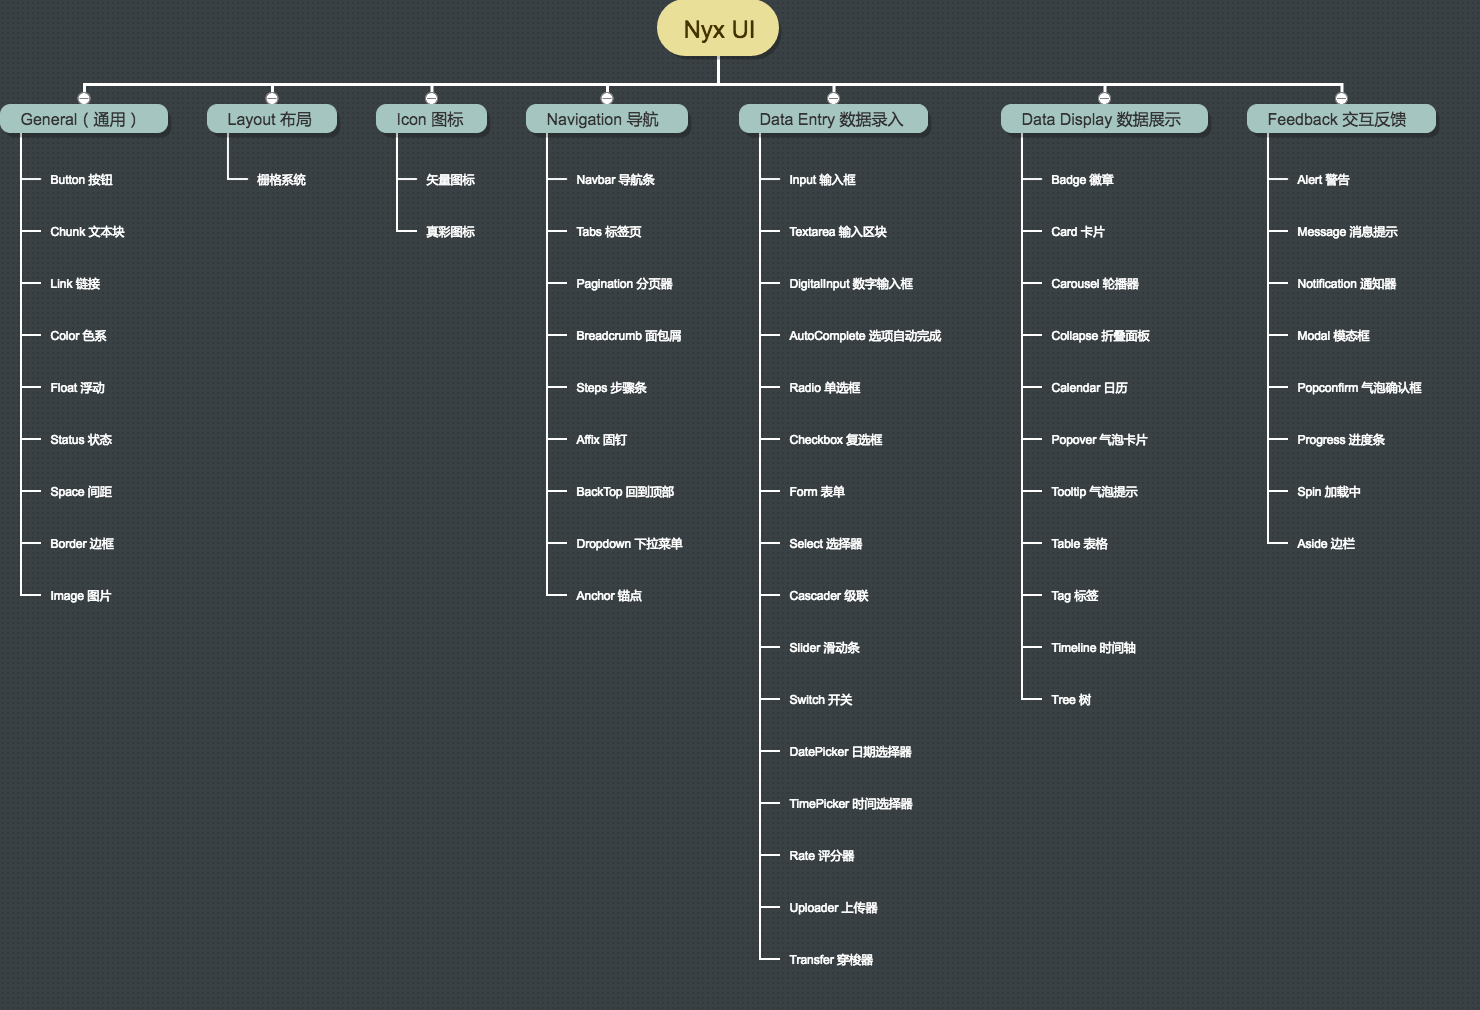 Nyx UI
General（通用）
Button 按钮
Chunk 文本块
Link 链接
Color 色系
Float 浮动
Status 状态
Space 间距
Border 边框
Image 图片
Layout 布局
栅格系统
Icon 图标
矢量图标
真彩图标
Navigation 导航
Navbar 导航条
Tabs 标签页
Pagination 分页器
Breadcrumb 面包屑
Steps 步骤条
Affix 固钉
BackTop 回到顶部
Dropdown 下拉菜单
Anchor 锚点
Data Entry 数据录入
Input 输入框
Textarea 输入区块
DigitalInput 数字输入框
AutoComplete 选项自动完成
Radio 单选框
Checkbox 复选框
Form 表单
Select 选择器
Cascader 级联
Slider 滑动条
Switch 开关
DatePicker 日期选择器
TimePicker 时间选择器
Rate 评分器
Uploader 上传器
Transfer 穿梭器
Data Display 数据展示
Badge 徽章
Card 卡片
Carousel 轮播器
Collapse 折叠面板
Calendar 日历
Popover 气泡卡片
Tooltip 气泡提示
Table 表格
Tag 标签
Timeline 时间轴
Tree 树
Feedback 交互反馈
Alert 警告
Message 消息提示
Notification 通知器
Modal 模态框
Popconfirm 气泡确认框
Progress 进度条
Spin 加载中
Aside 边栏